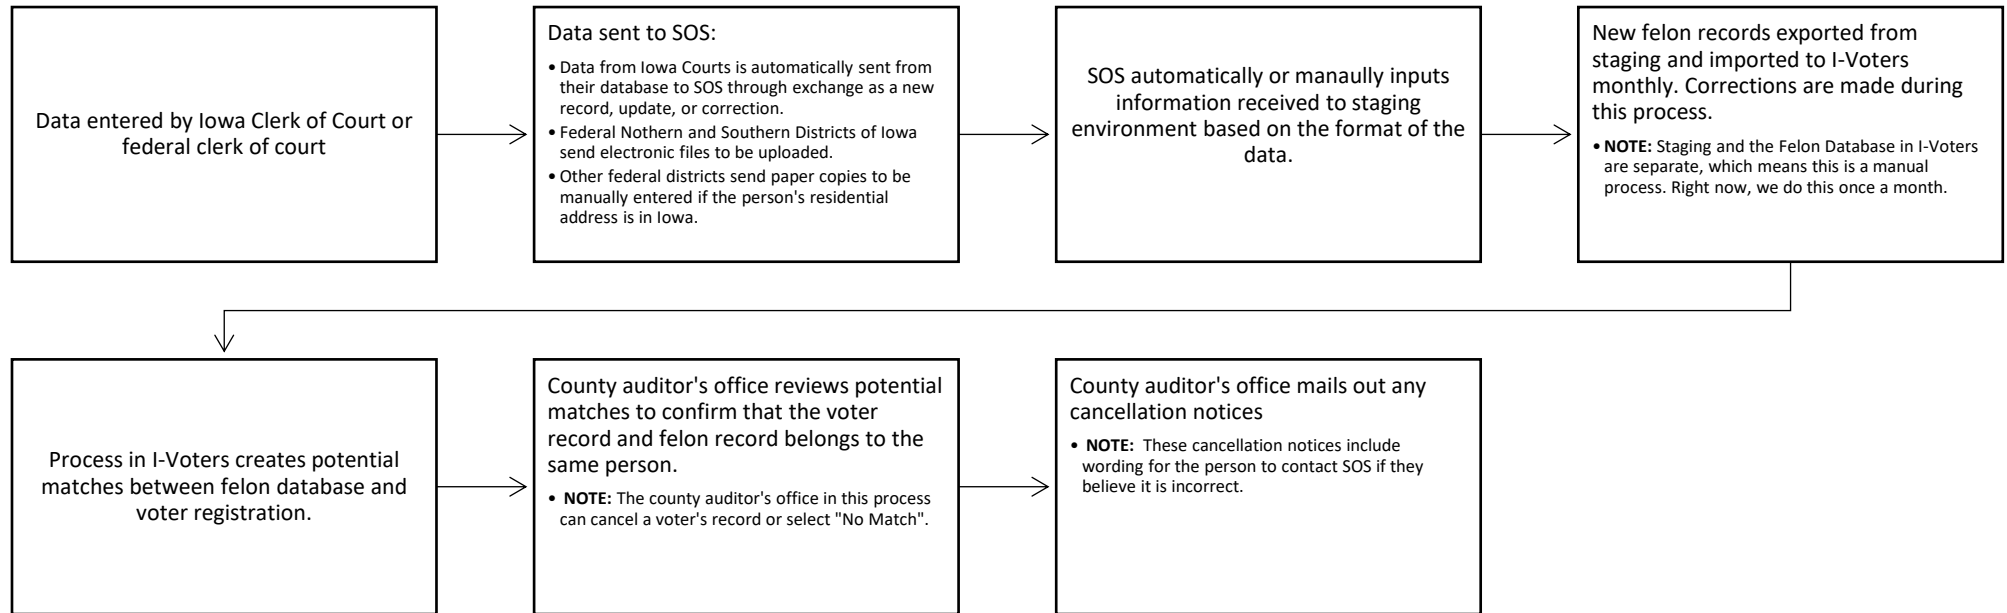 Data entered by Iowa Clerk of Court or
federal clerk of court
Data sent to SOS:
• Data from Iowa Courts is automatically sent from
their database to SOS through exchange as a new
record, update, or correction.
• Federal Nothern and Southern Districts of Iowa
send electronic files to be uploaded.
• Other federal districts send paper copies to be
manually entered if the person's residential
address is in Iowa.
SOS automatically or manaully inputs
information received to staging
environment based on the format of the
data.
New felon records exported from
staging and imported to I-Voters
monthly. Corrections are made during
this process.
• NOTE: Staging and the Felon Database in I-Voters
are separate, which means this is a manual
process. Right now, we do this once a month.
Process in I-Voters creates potential
matches between felon database and
voter registration.
County auditor's office reviews potential
matches to confirm that the voter
record and felon record belongs to the
same person.
• NOTE: The county auditor's office in this process
can cancel a voter's record or select "No Match".
County auditor's office mails out any
cancellation notices
• NOTE: These cancellation notices include
wording for the person to contact SOS if they
believe it is incorrect.